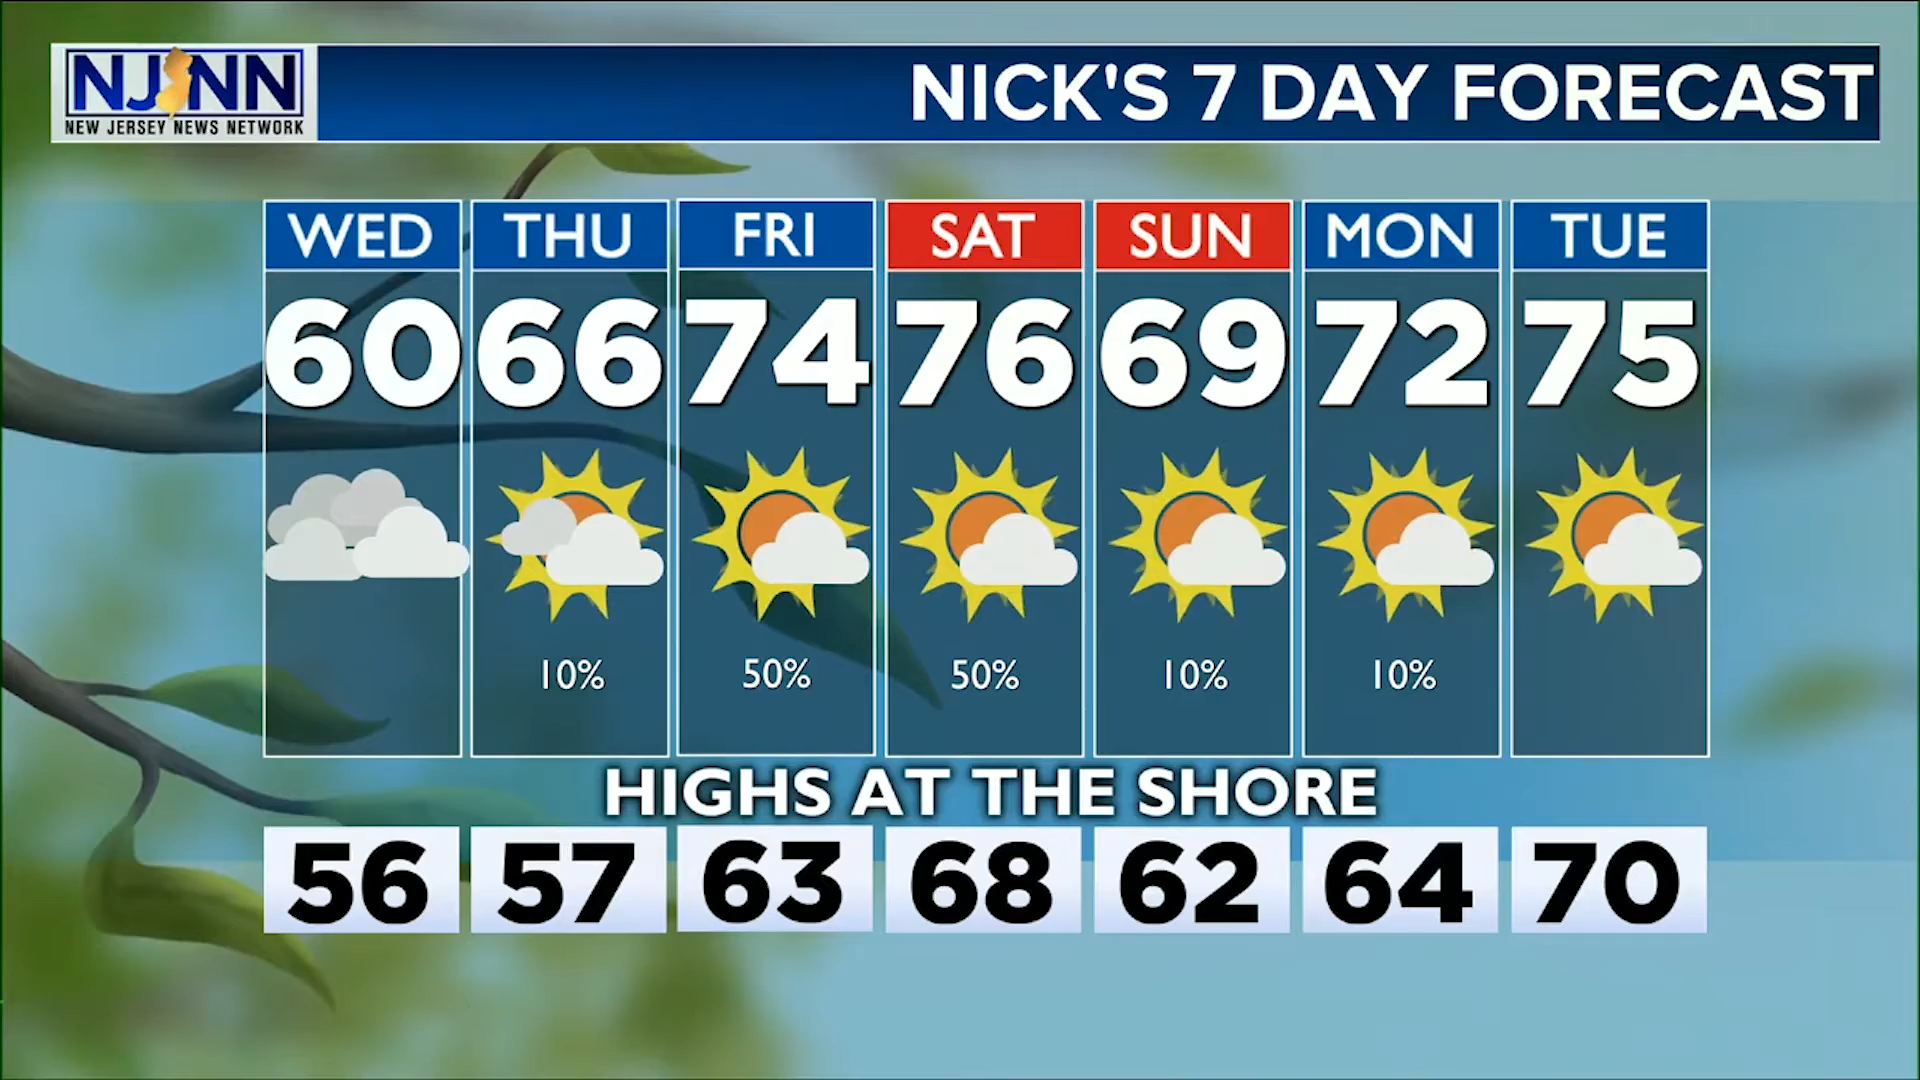 NJNN
NEW JERSEY NEWS NETWORK
NICK'S 7 DAY FORECAST
WED THU FRI SAT SUN MON TUE
60 66 74 76 69 72 75
10% 50% 50% 10% 10%
HIGHS AT THE SHORE
56 57 63 68 62 64 70